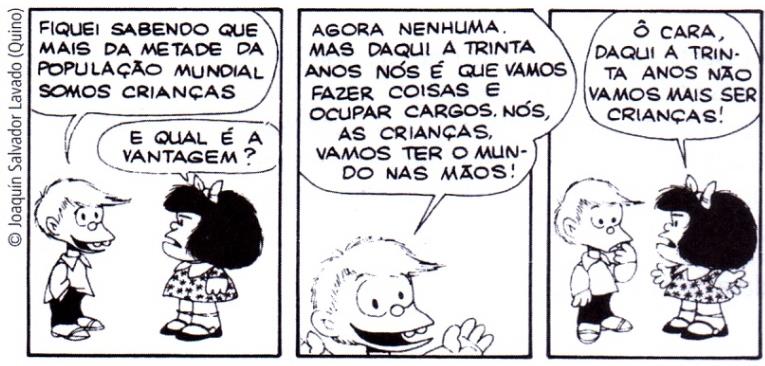 © Joaquín Salvador Lavado (Quino)
FIQUEI SABENDO QUE
MAIS DA METADE DA
POPULAÇÃO MUNDIAL
SOMOS CRIANÇAS
E QUAL É A
VANTAGEM?
AGORA NENHUMA.
MAS DAQUI A TRINTA
ANOS NÓS É QUE VAMOS
FAZER COISAS E
OCUPAR CARGOS. NÓS,
AS CRIANÇAS,
VAMOS TER O MUN-
DO NAS MÃOS!
Ô CARA,
DAQUI A TRIN-
TA ANOS NÃO
VAMOS MAIS SER
CRIANÇAS!